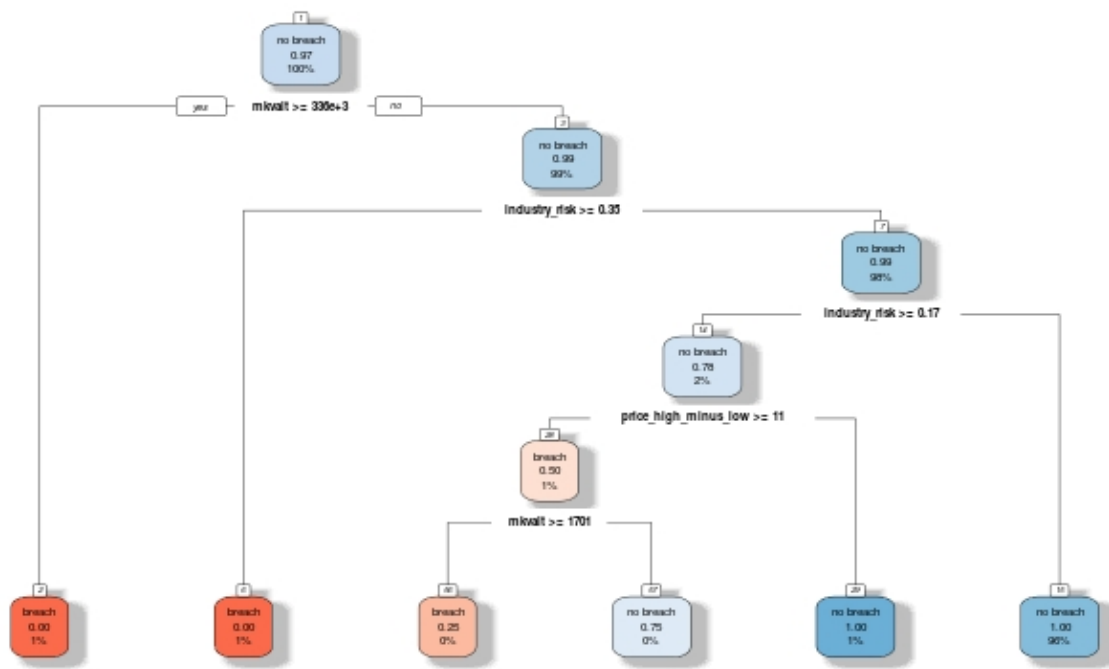 1
no breach
0.97
100%
yes
mkvalt >= 336e+3
no
3
no breach
0.99
99%
industry_risk >= 0.35
7
no breach
0.99
98%
industry_risk >= 0.17
14
no breach
0.78
2%
price_high_minus_low >= 11
28
breach
0.50
1%
mkvalt >= 1701
2
breach
0.00
1%
6
breach
0.00
1%
56
breach
0.25
0%
57
no breach
0.75
0%
29
no breach
1.00
1%
15
no breach
1.00
96%